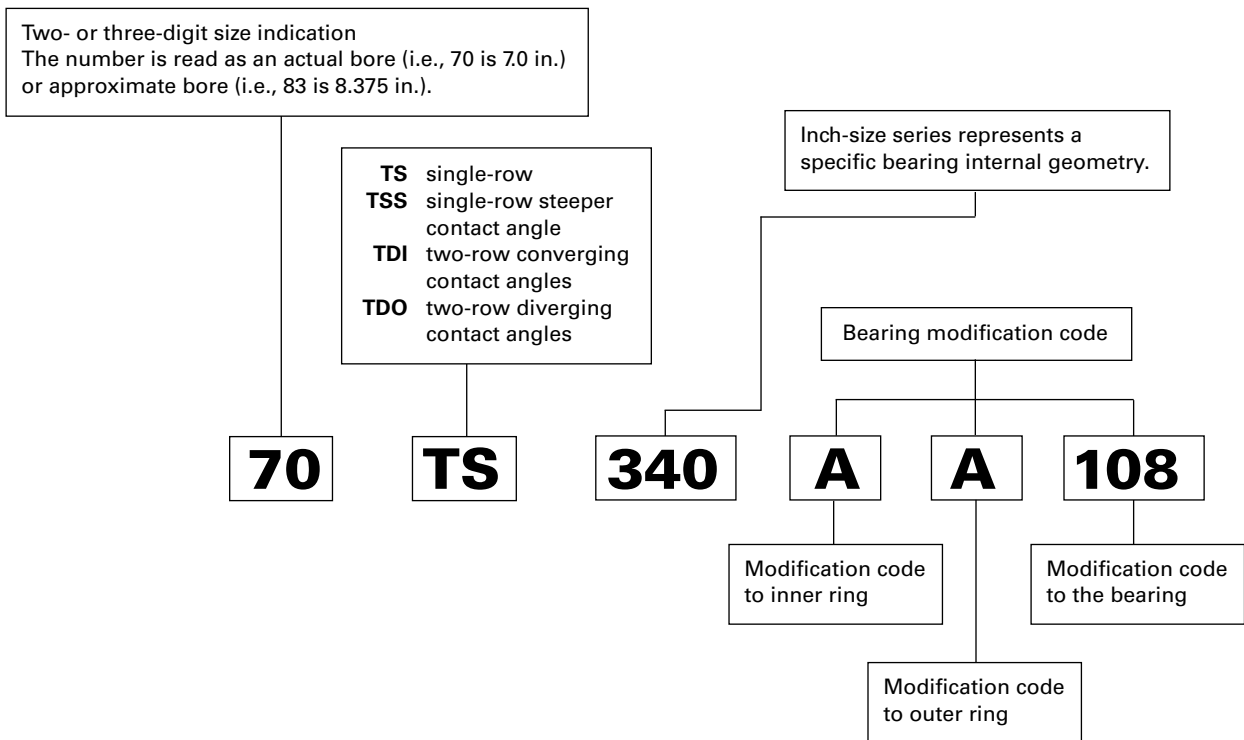 Two- or three-digit size indication
The number is read as an actual bore (i.e., 70 is 7.0 in.)
or approximate bore (i.e., 83 is 8.375 in.).
Inch-size series represents a
specific bearing internal geometry.
TS single-row
TSS single-row steeper
contact angle
TDI two-row converging
contact angles
TDO two-row diverging
contact angles
Bearing modification code
70 TS 340 A A 108
Modification code
to inner ring
Modification code
to the bearing
Modification code
to outer ring